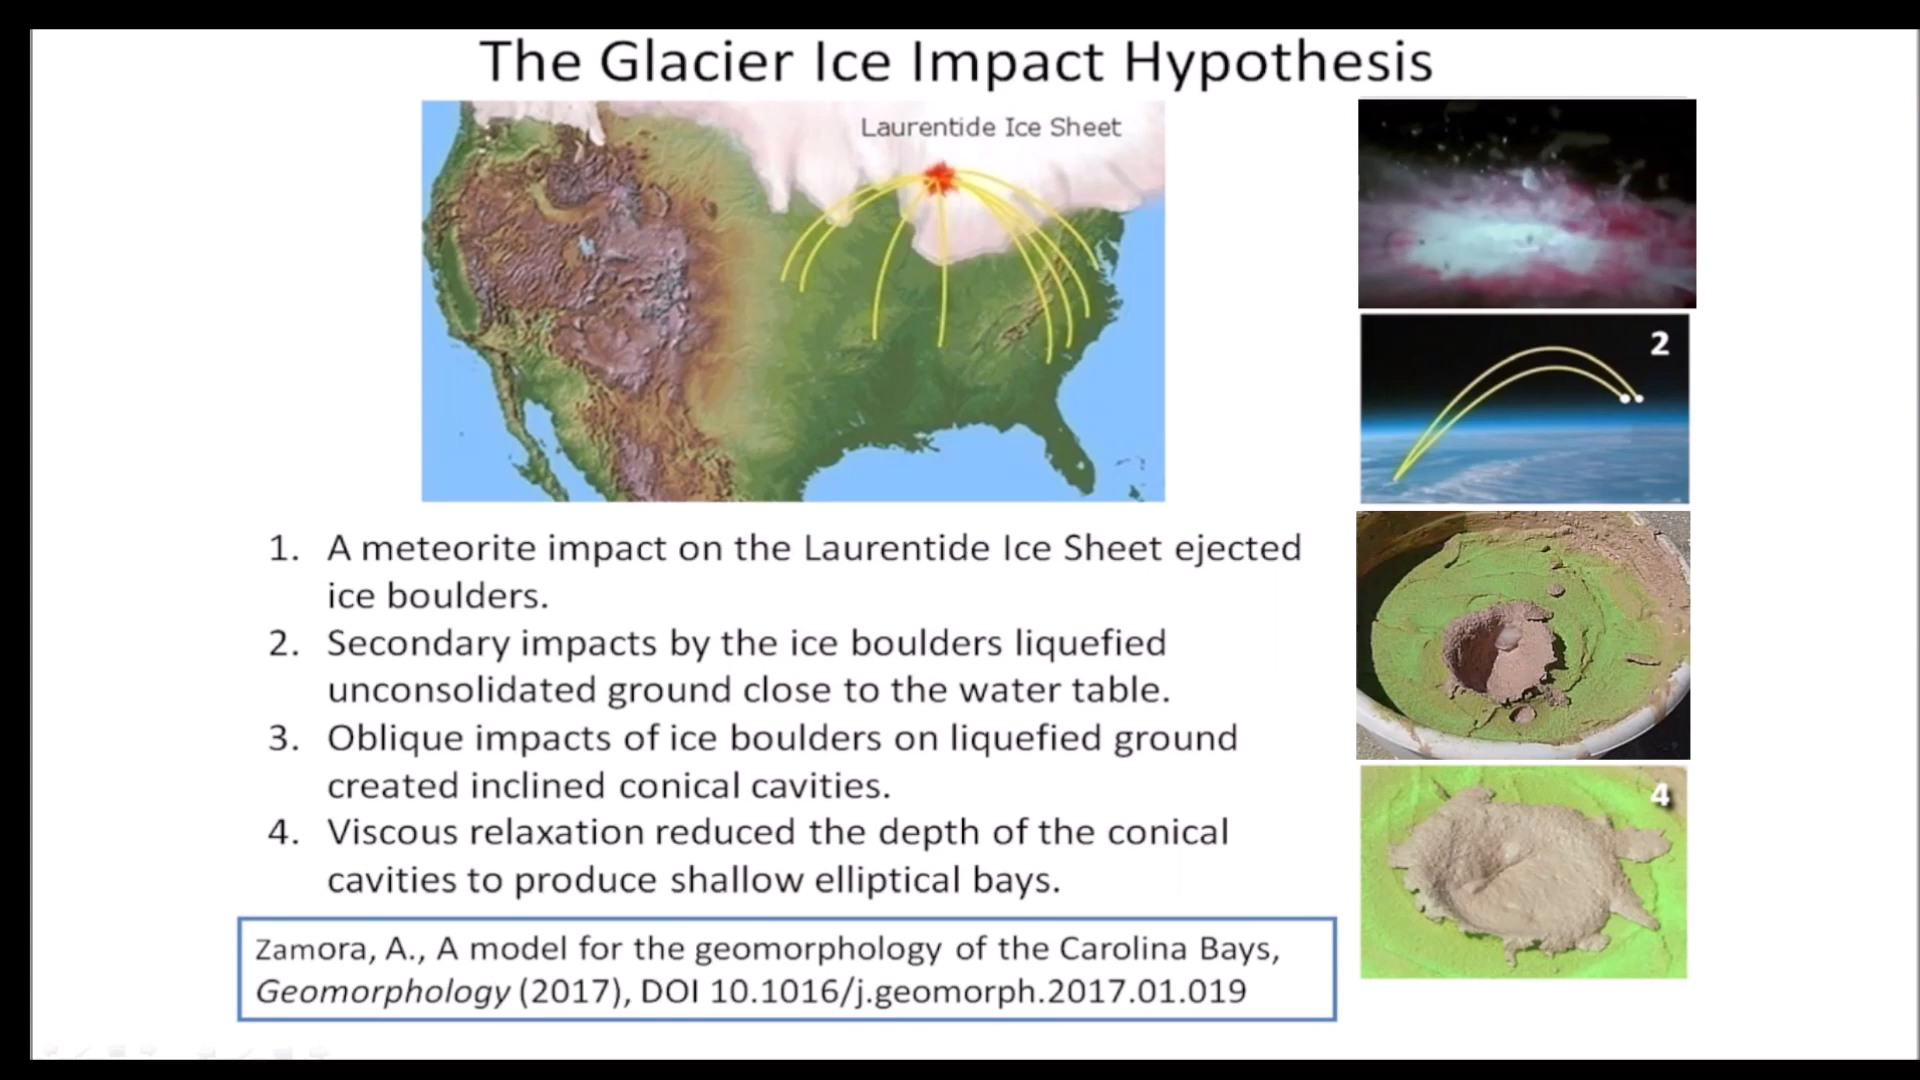 The Glacier Ice Impact Hypothesis
Laurentide Ice Sheet
2
1. A meteorite impact on the Laurentide Ice Sheet ejected
ice boulders.
2. Secondary impacts by the ice boulders liquefied
unconsolidated ground close to the water table.
3. Oblique impacts of ice boulders on liquefied ground
created inclined conical cavities.
4. Viscous relaxation reduced the depth of the conical
cavities to produce shallow elliptical bays.
4
Zamora, A., A model for the geomorphology of the Carolina Bays,
Geomorphology (2017), DOI 10.1016/j.geomorph.2017.01.019